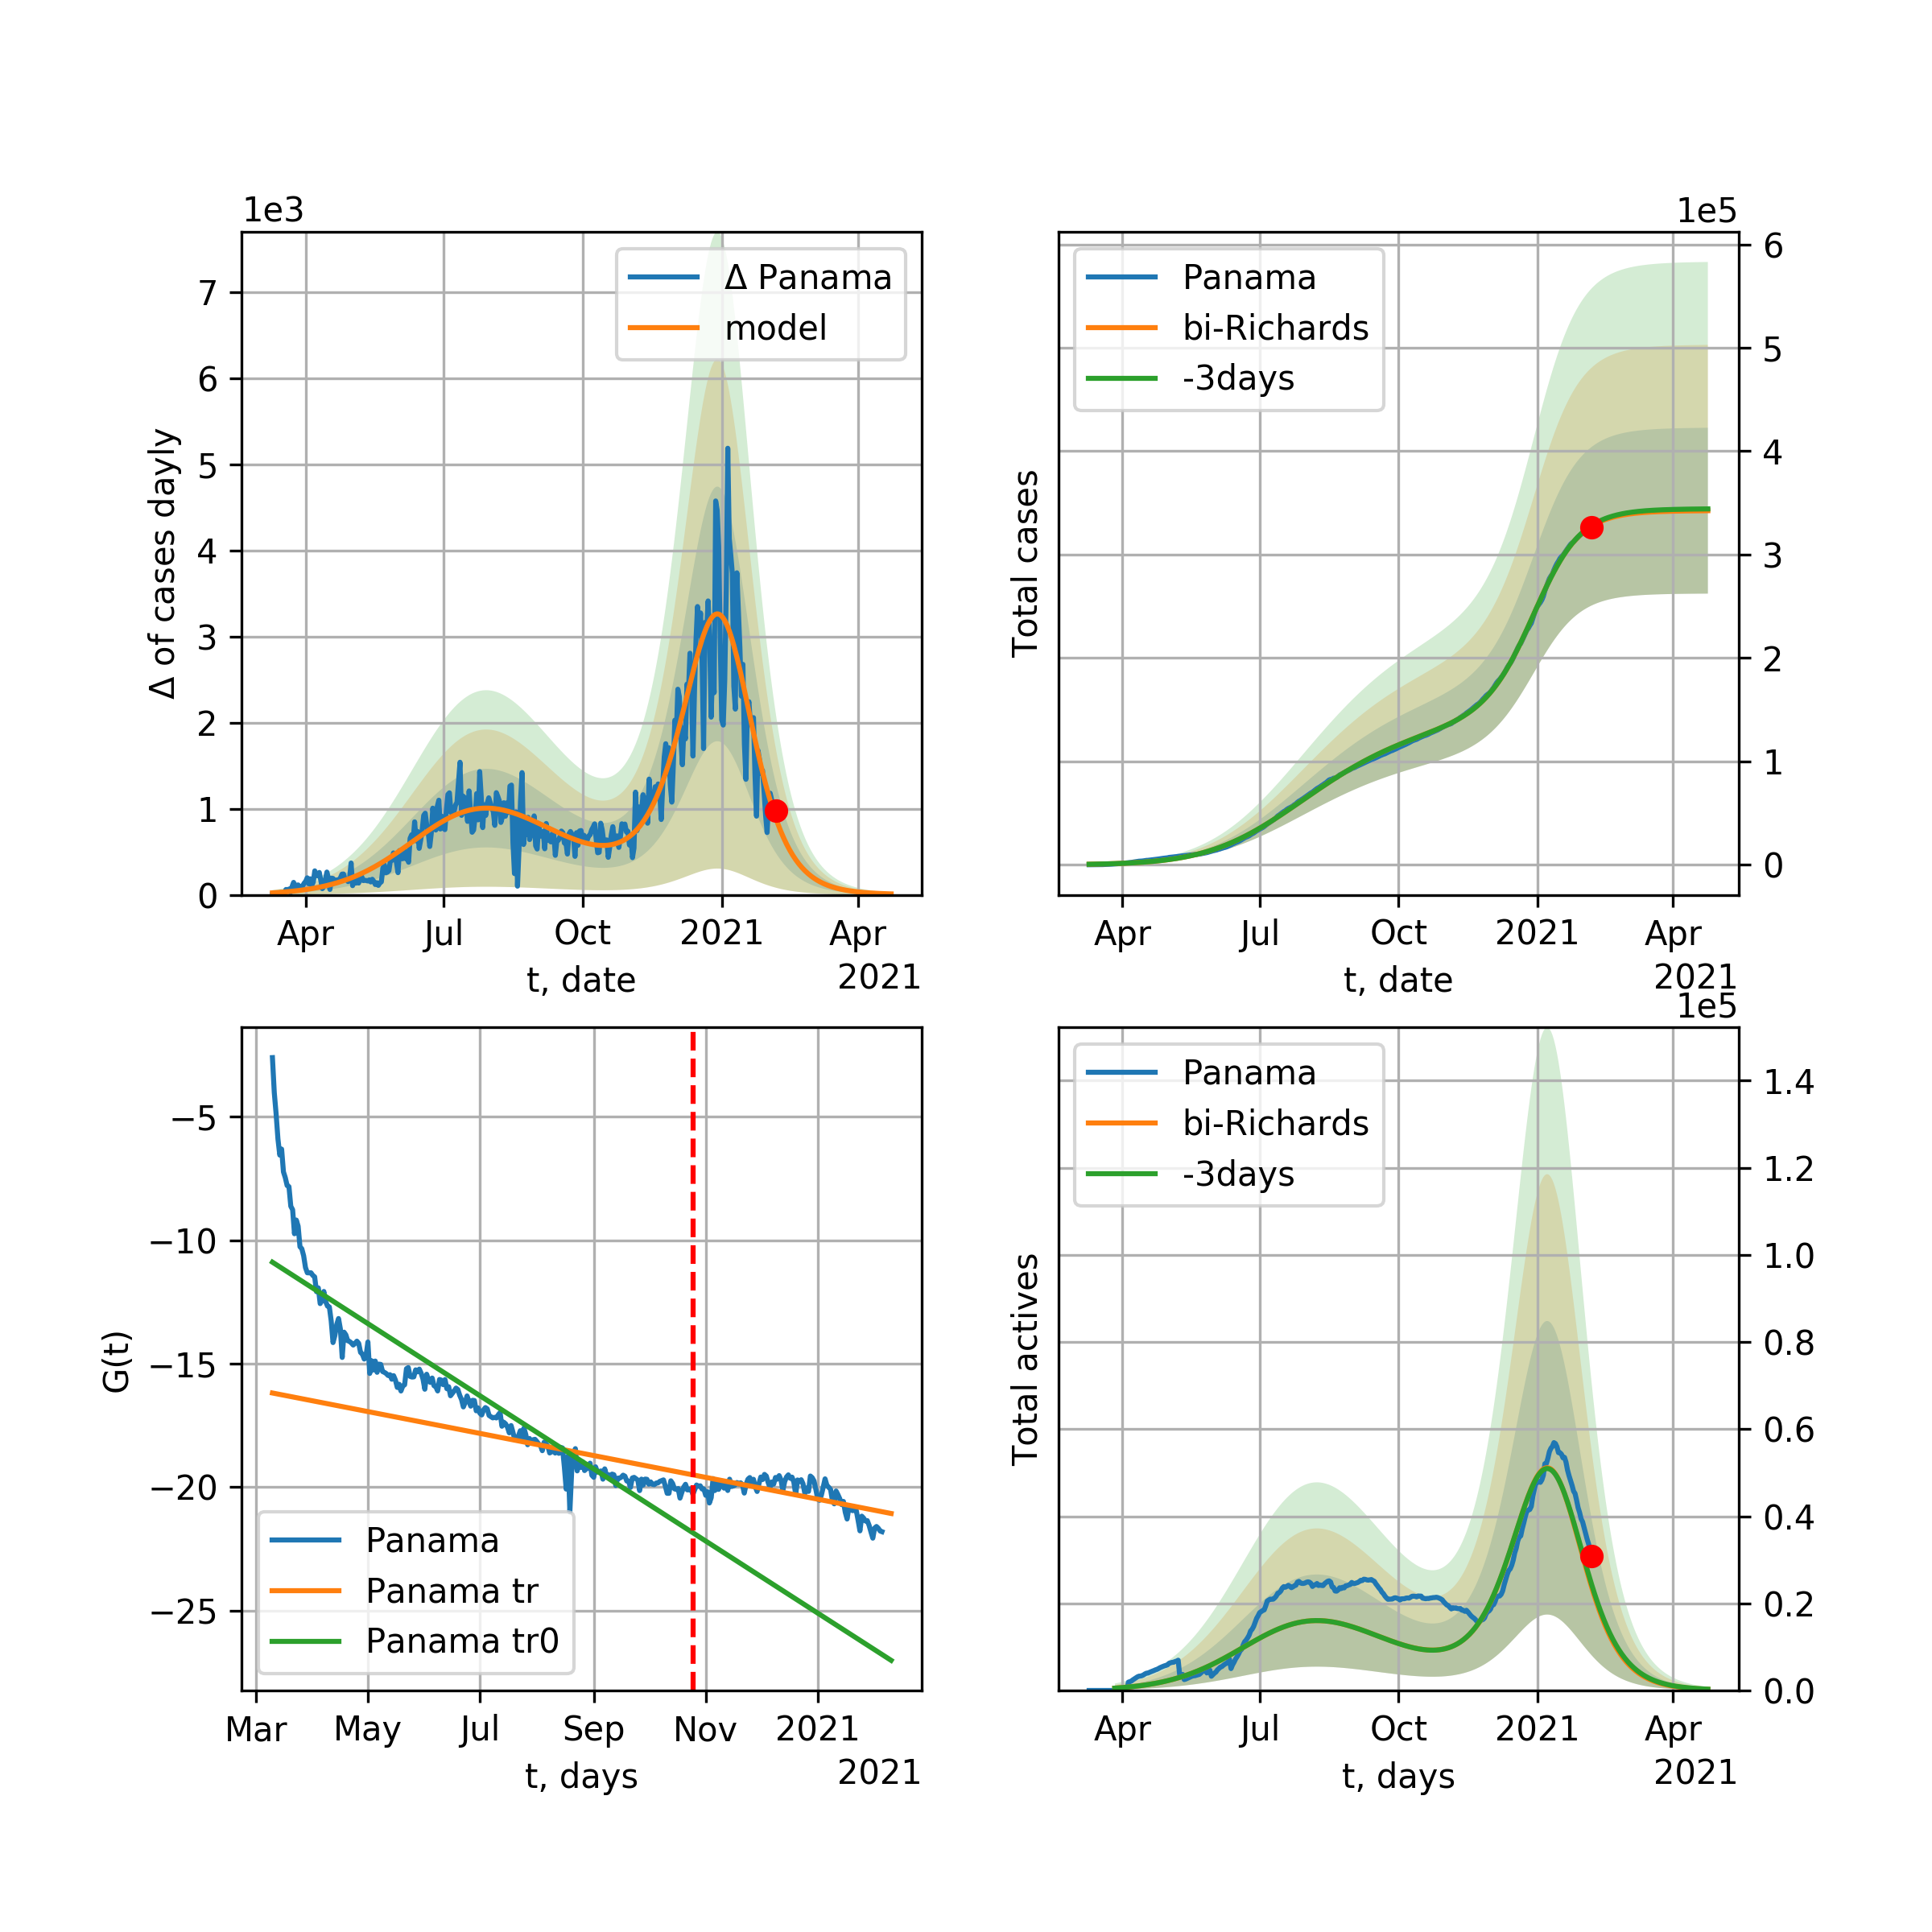 1e3
Δ of cases dayly
7
6
5
4
3
2
1
0
Δ Panama
model
Apr
Jul
Oct
2021
Apr
t, date
2021
1e5
Total cases
Panama
bi-Richards
-3days
6
5
4
3
2
1
0
Apr
Jul
Oct
2021
Apr
t, date
2021
G(t)
−5
−10
−15
−20
−25
Panama
Panama tr
Panama tr0
Mar
May
Jul
Sep
Nov
2021
t, days
2021
1e5
Total actives
Panama
bi-Richards
-3days
1.4
1.2
1.0
0.8
0.6
0.4
0.2
0.0
Apr
Jul
Oct
2021
Apr
t, days
2021